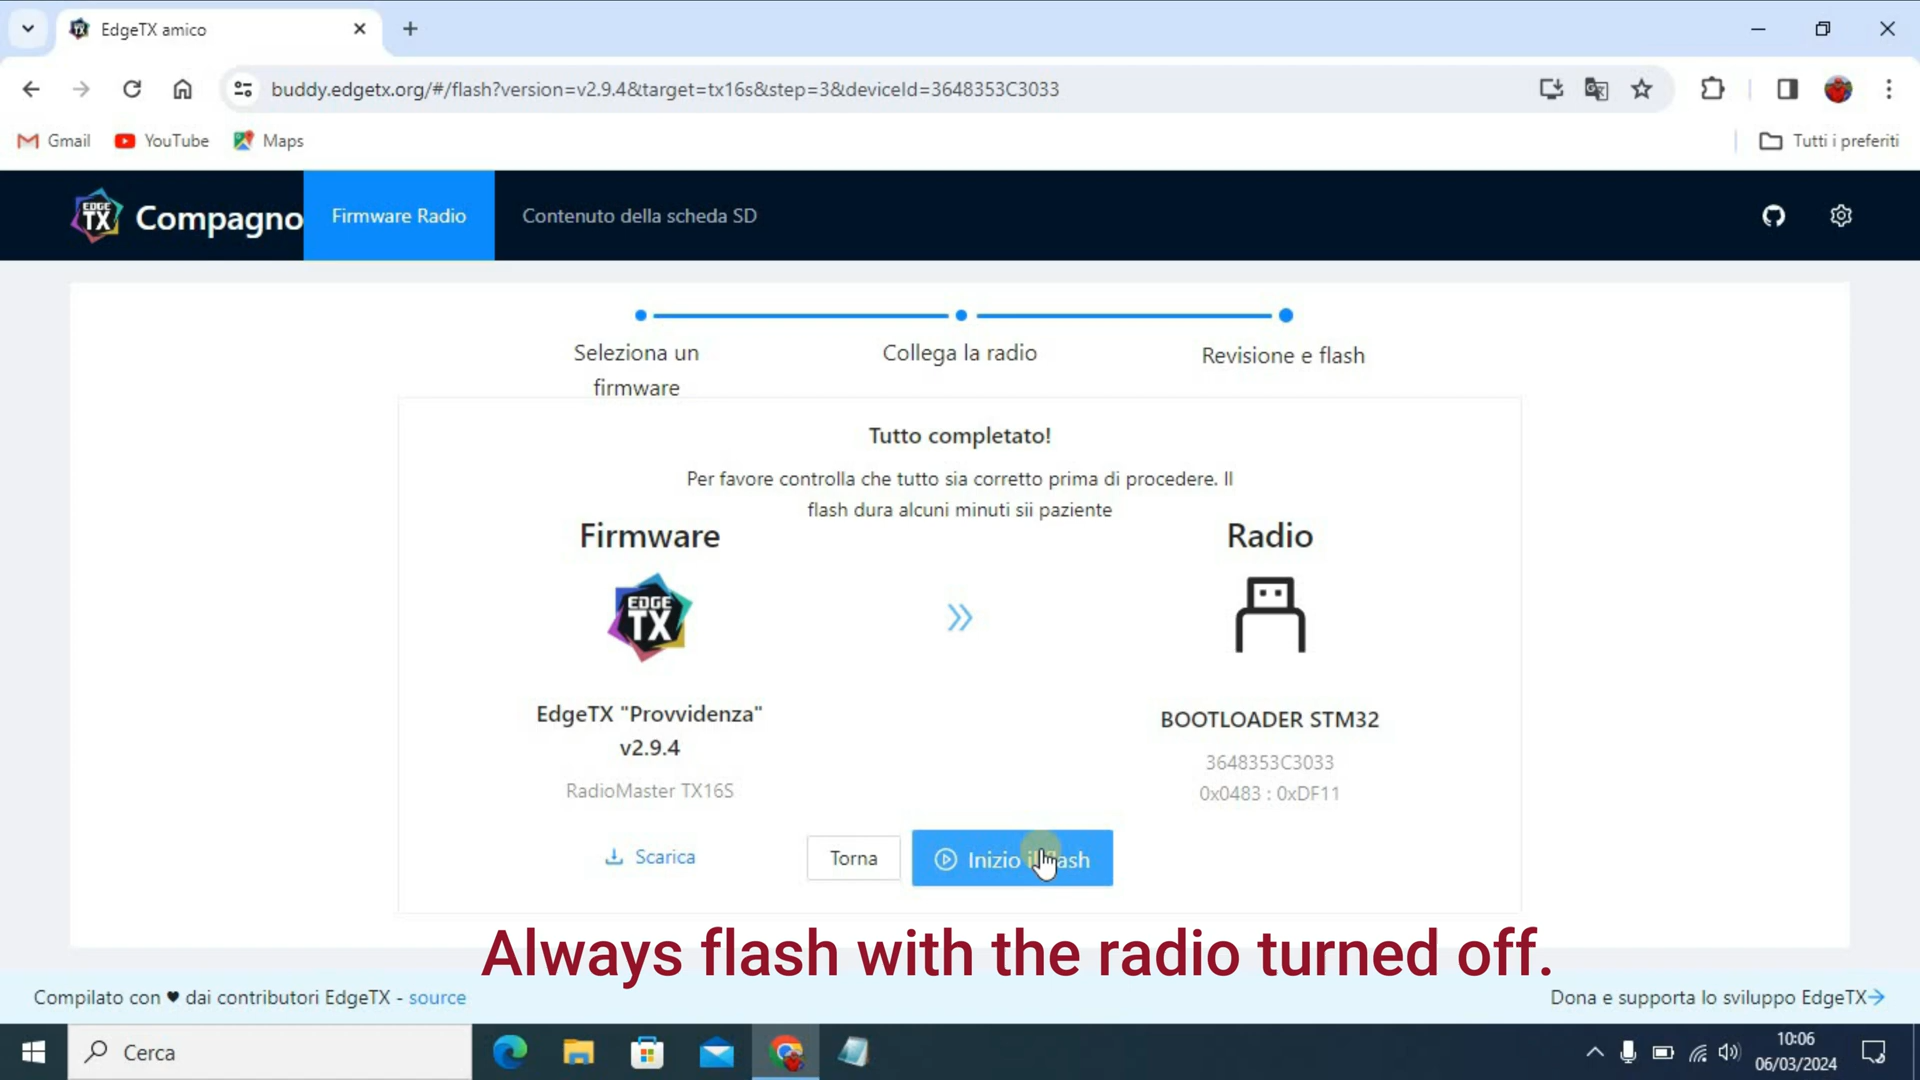 EdgeTX amico
buddy.edgetx.org/#/flash?version=v2.9.4&target=tx16s&step=3&deviceId=3648353C3033
Gmail
YouTube
Maps
Tutti i preferiti
EDGE
TX
Compagno
Firmware Radio
Contenuto della scheda SD
Seleziona un
firmware
Collega la radio
Revisione e flash
Tutto completato!
Per favore controlla che tutto sia corretto prima di procedere. Il
flash dura alcuni minuti sii paziente
Firmware
Radio
EDGE
TX
EdgeTX "Provvidenza"
v2.9.4
RadioMaster TX16S
BOOTLOADER STM32
3648353C3033
0x0483 : 0xDF11
Scarica
Torna
Inizio il flash
Always flash with the radio turned off.
Compilato con ♥ dai contributori EdgeTX - source
Dona e supporta lo sviluppo EdgeTX→
Cerca
10:06
06/03/2024